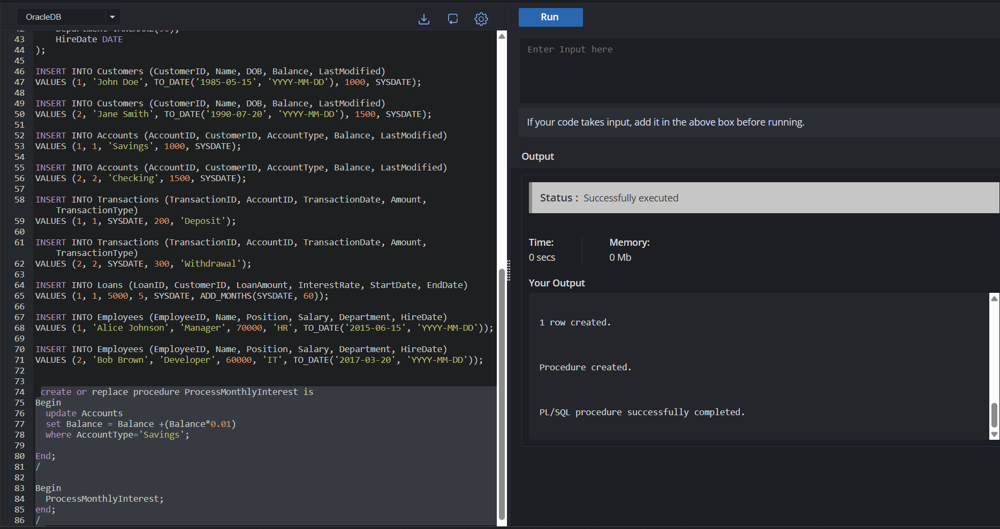 OracleDB
43 HireDate DATE
44 );
45
46 INSERT INTO Customers (CustomerID, Name, DOB, Balance, LastModified)
47 VALUES (1, 'John Doe', TO_DATE('1985-05-15', 'YYYY-MM-DD'), 1000, SYSDATE);
48
49 INSERT INTO Customers (CustomerID, Name, DOB, Balance, LastModified)
50 VALUES (2, 'Jane Smith', TO_DATE('1990-07-20', 'YYYY-MM-DD'), 1500, SYSDATE);
51
52 INSERT INTO Accounts (AccountID, CustomerID, AccountType, Balance, LastModified)
53 VALUES (1, 1, 'Savings', 1000, SYSDATE);
54
55 INSERT INTO Accounts (AccountID, CustomerID, AccountType, Balance, LastModified)
56 VALUES (2, 2, 'Checking', 1500, SYSDATE);
57
58 INSERT INTO Transactions (TransactionID, AccountID, TransactionDate, Amount,
TransactionType)
59 VALUES (1, 1, SYSDATE, 200, 'Deposit');
60
61 INSERT INTO Transactions (TransactionID, AccountID, TransactionDate, Amount,
TransactionType)
62 VALUES (2, 2, SYSDATE, 300, 'Withdrawal');
63
64 INSERT INTO Loans (LoanID, CustomerID, LoanAmount, InterestRate, StartDate, EndDate)
65 VALUES (1, 1, 5000, 5, SYSDATE, ADD_MONTHS(SYSDATE, 60));
66
67 INSERT INTO Employees (EmployeeID, Name, Position, Salary, Department, HireDate)
68 VALUES (1, 'Alice Johnson', 'Manager', 70000, 'HR', TO_DATE('2015-06-15', 'YYYY-MM-DD'));
69
70 INSERT INTO Employees (EmployeeID, Name, Position, Salary, Department, HireDate)
71 VALUES (2, 'Bob Brown', 'Developer', 60000, 'IT', TO_DATE('2017-03-20', 'YYYY-MM-DD'));
72
73
74 create or replace procedure ProcessMonthlyInterest is
75 Begin
76 update Accounts
77 set Balance = Balance +(Balance*0.01)
78 where AccountType='Savings';
79
80 End;
81 /
82
83 Begin
84 ProcessMonthlyInterest;
85 end;
86 /
Run
Enter Input here
If your code takes input, add it in the above box before running.
Output
Status : Successfully executed
Time: Memory:
0 secs 0 Mb
Your Output
1 row created.
Procedure created.
PL/SQL procedure successfully completed.